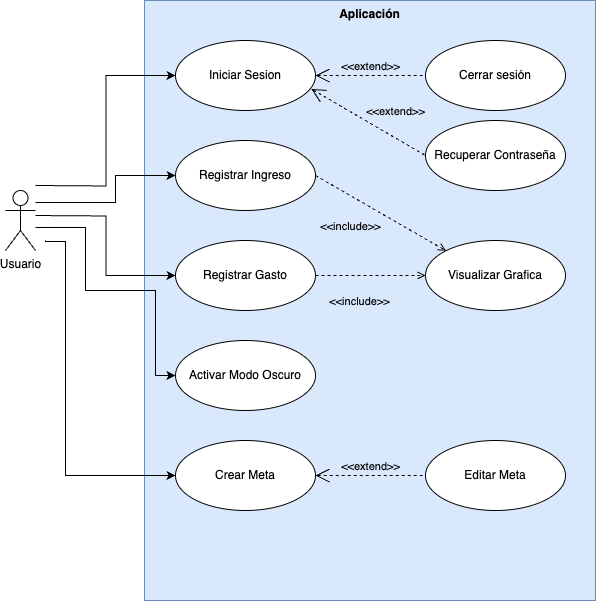 Aplicación
Iniciar Sesion
<<extend>>
Cerrar sesión
<<extend>>
Recuperar Contraseña
Registrar Ingreso
<<include>>
Usuario
Registrar Gasto
Visualizar Grafica
<<include>>
Activar Modo Oscuro
Crear Meta
<<extend>>
Editar Meta